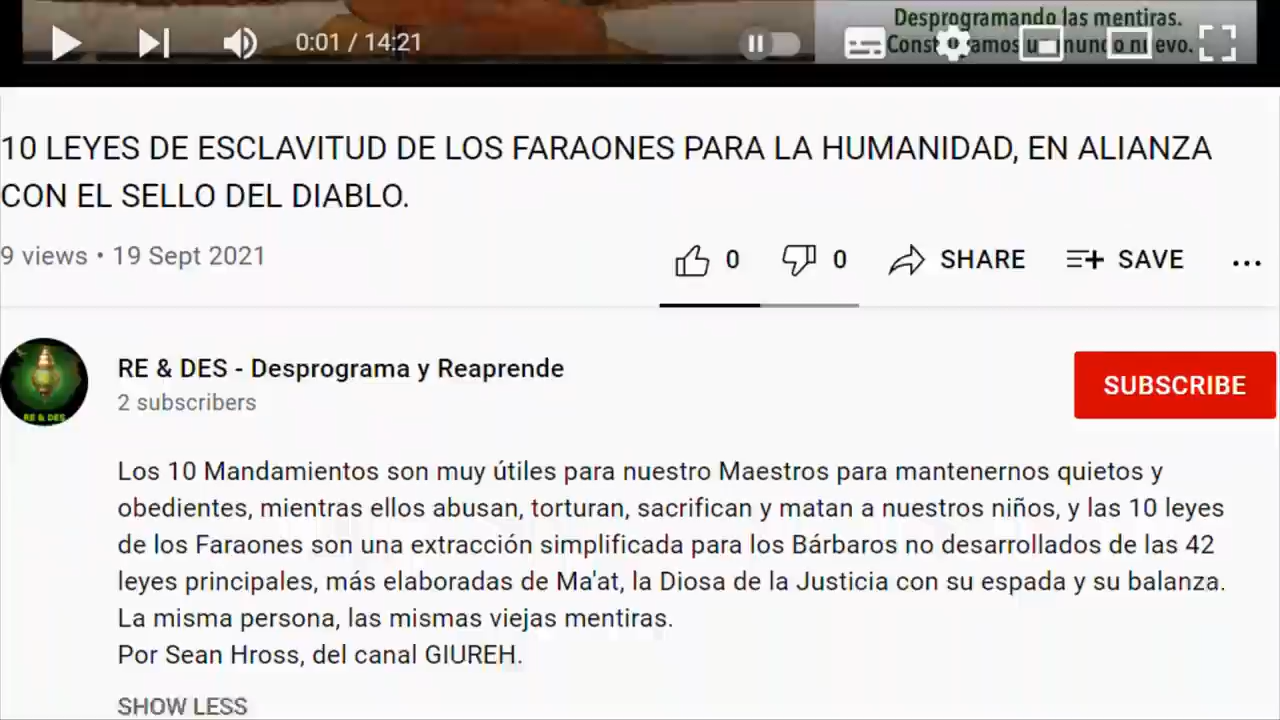 Desprogramando las mentiras.
0:01 / 14:21
10 LEYES DE ESCLAVITUD DE LOS FARAONES PARA LA HUMANIDAD, EN ALIANZA
CON EL SELLO DEL DIABLO.
9 views • 19 Sept 2021
0
0
SHARE
SAVE
RE & DES - Desprograma y Reaprende
2 subscribers
SUBSCRIBE
RE & DES
Los 10 Mandamientos son muy útiles para nuestro Maestros para mantenernos quietos y
obedientes, mientras ellos abusan, torturan, sacrifican y matan a nuestros niños, y las 10 leyes
de los Faraones son una extracción simplificada para los Bárbaros no desarrollados de las 42
leyes principales, más elaboradas de Ma'at, la Diosa de la Justicia con su espada y su balanza.
La misma persona, las mismas viejas mentiras.
Por Sean Hross, del canal GIUREH.
SHOW LESS